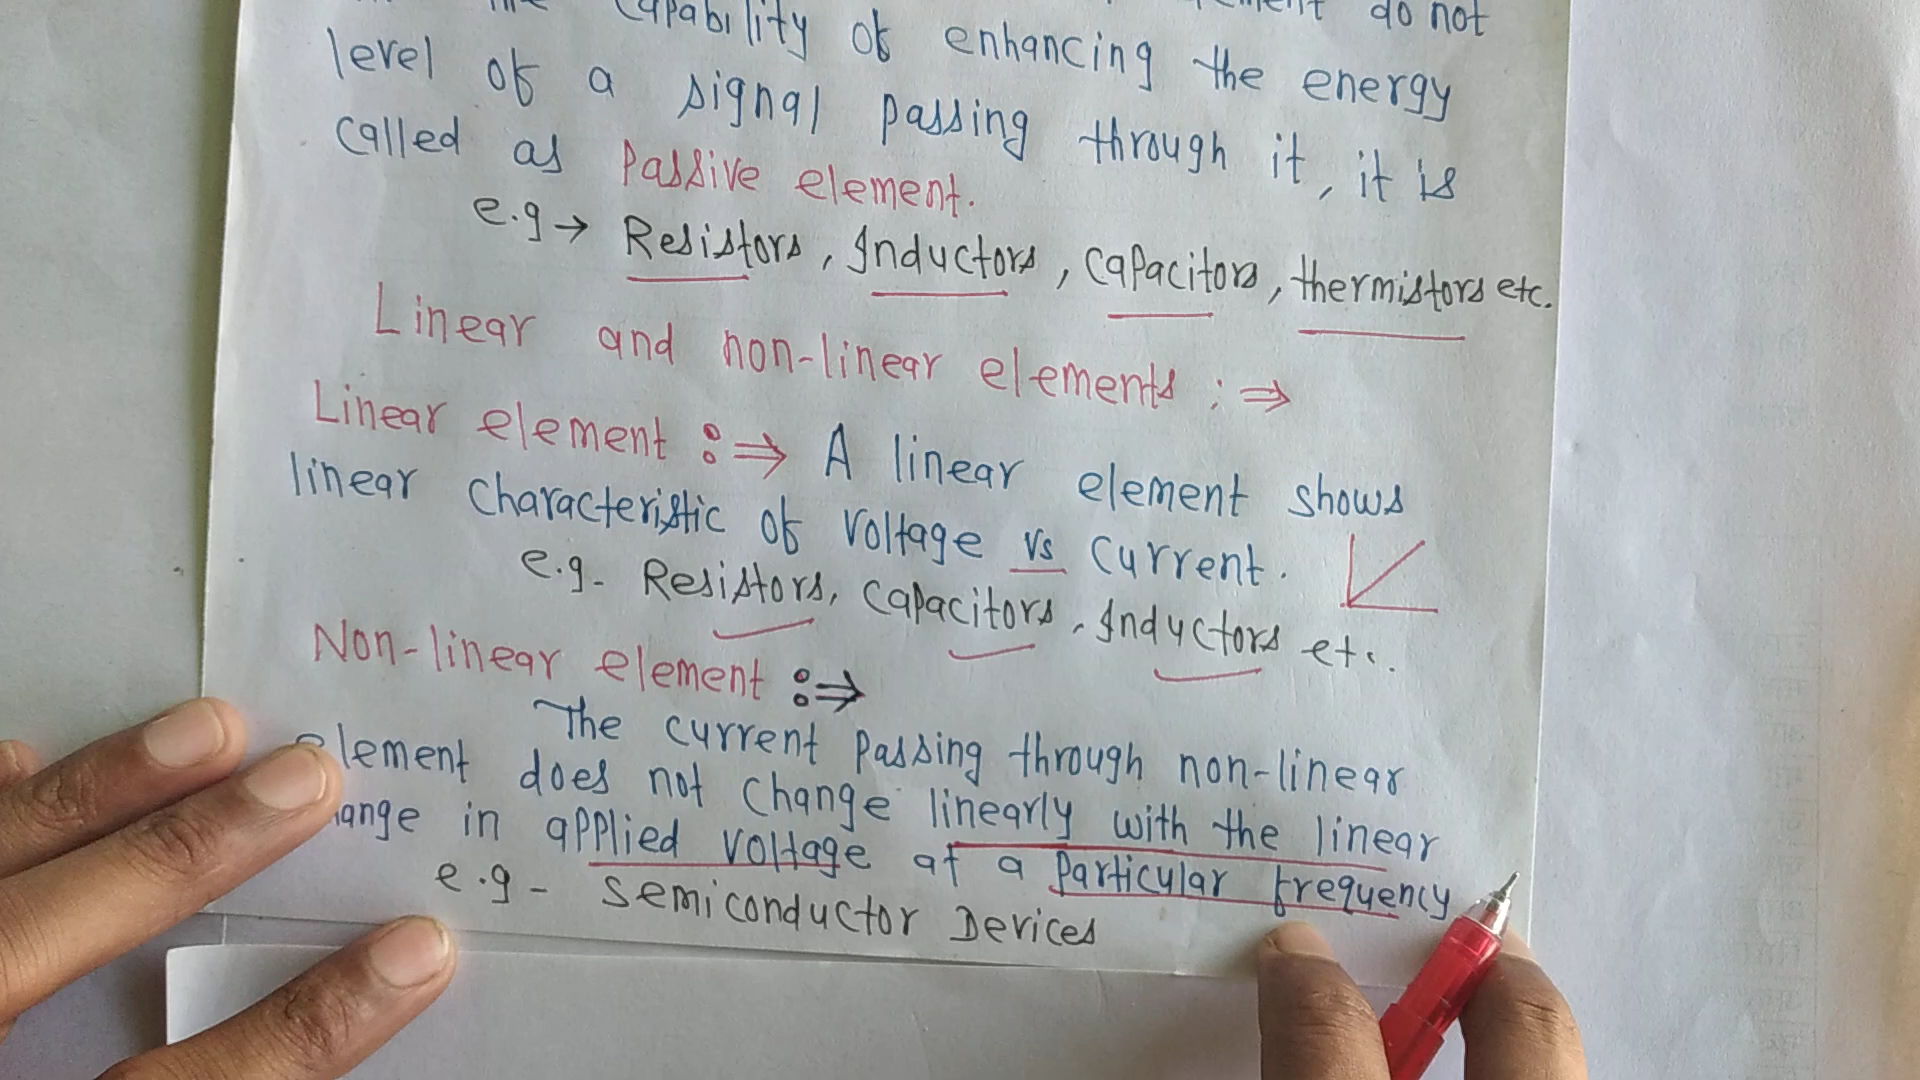 the capability of enhancing the energy do not
level of a signal passing through it, it is
called as passive element.
e.g → Resistors, Inductors, capacitors, thermistors etc.
Linear and non-linear elements : ⇒
Linear element :⇒ A linear element shows
linear characteristic of voltage vs current.
e.g. Resistors, capacitors, Inductors etc.
Non-linear element :⇒
The current passing through non-linear
element does not change linearly with the linear
ange in applied voltage at a particular frequency
e.g - semiconductor Devices